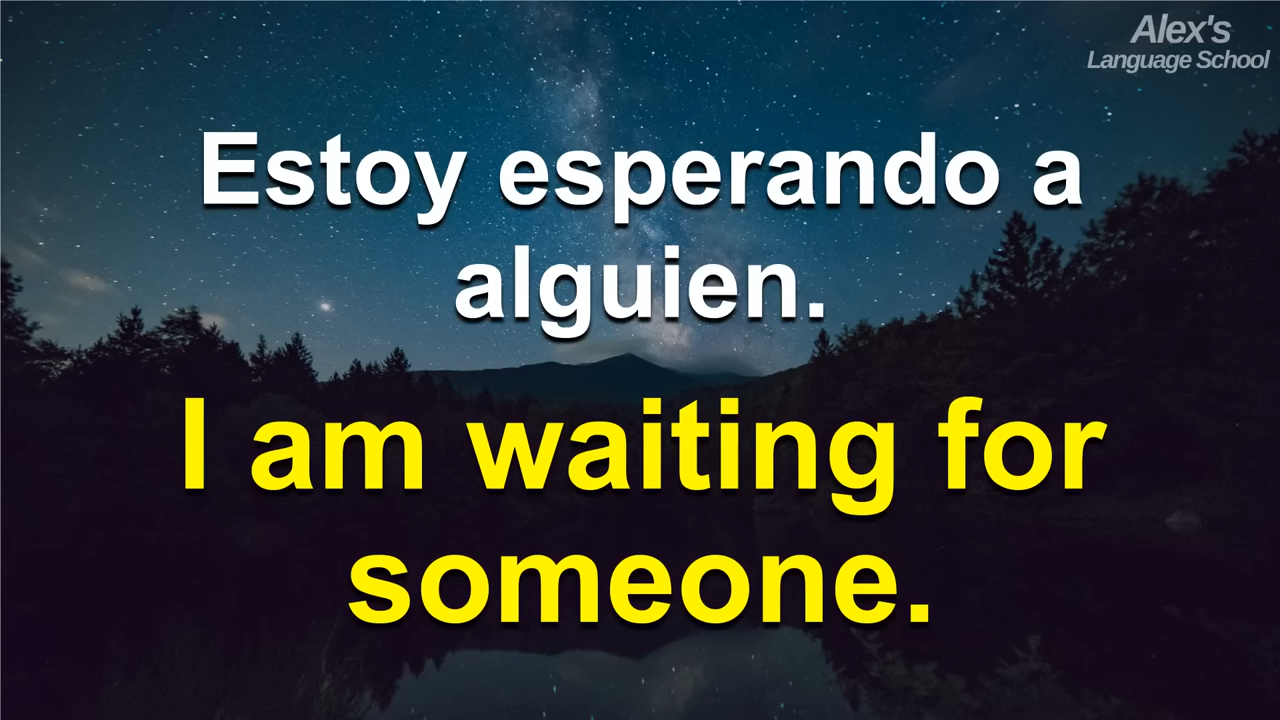 Alex's
Language School
Estoy esperando a
alguien.
I am waiting for
someone.